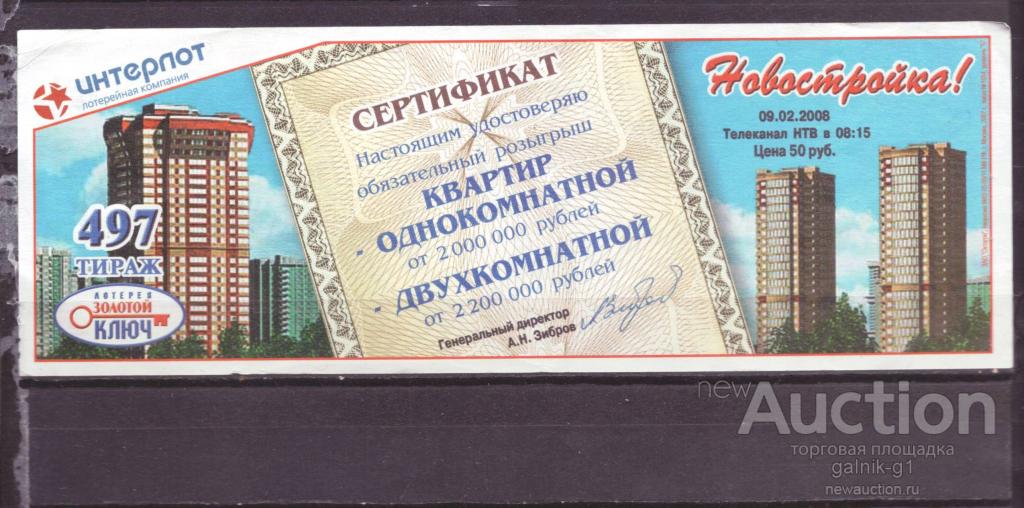 ИНТЕРЛОТ
лотерейная компания
497
ТИРАЖ
ЛОТЕРЕЯ
ЗОЛОТОЙ
КЛЮЧ
СЕРТИФИКАТ
Настоящим удостоверяю
обязательный розыгрыш
КВАРТИР
- ОДНОКОМНАТНОЙ
от 2 000 000 рублей
- ДВУХКОМНАТНОЙ
от 2 200 000 рублей
Генеральный директор
А.Н. Зибров
Новостройка!
09.02.2008
Телеканал НТВ в 08:15
Цена 50 руб.
newAuction
торговая площадка
galnik-g1
newauction.ru